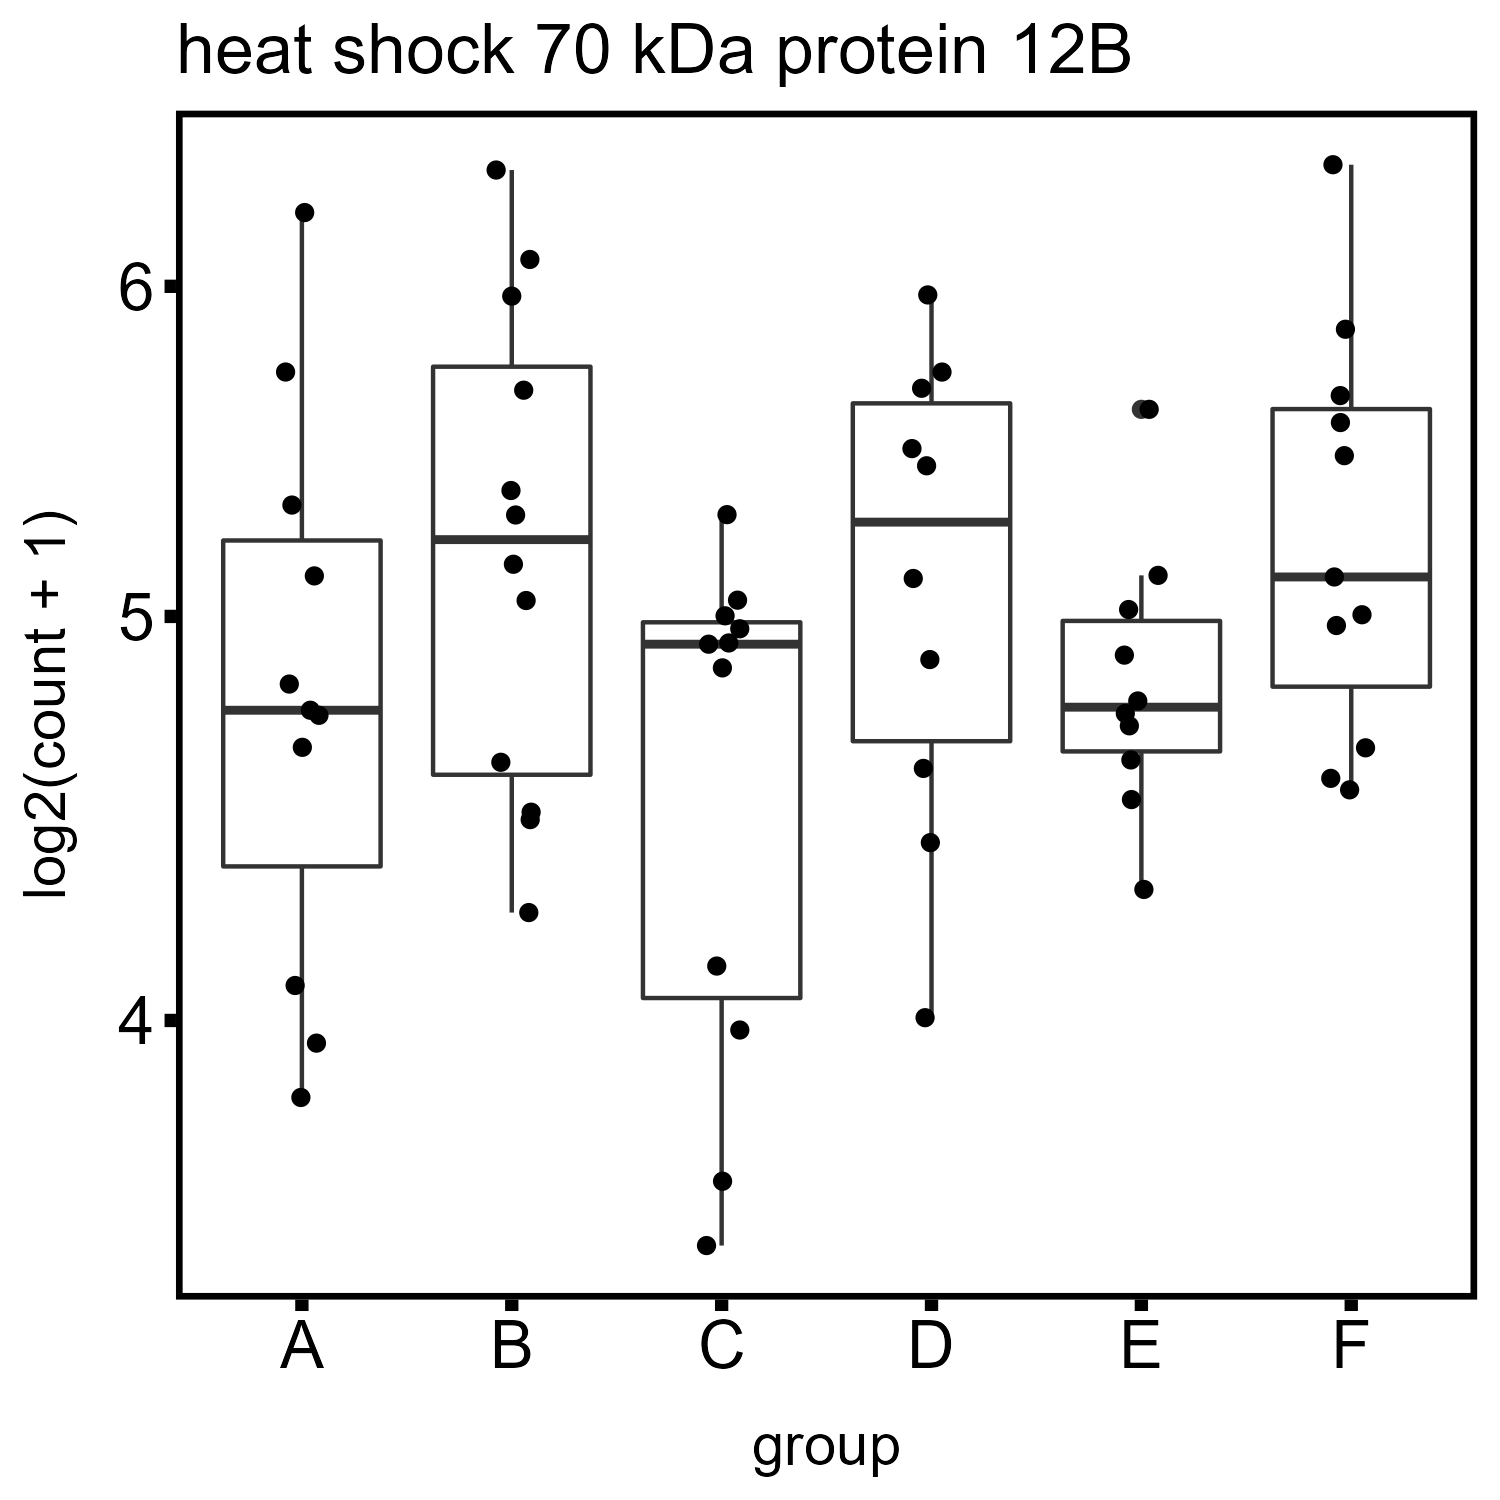 heat shock 70 kDa protein 12B
log2(count + 1)
6
5
4
A B C D E F
group